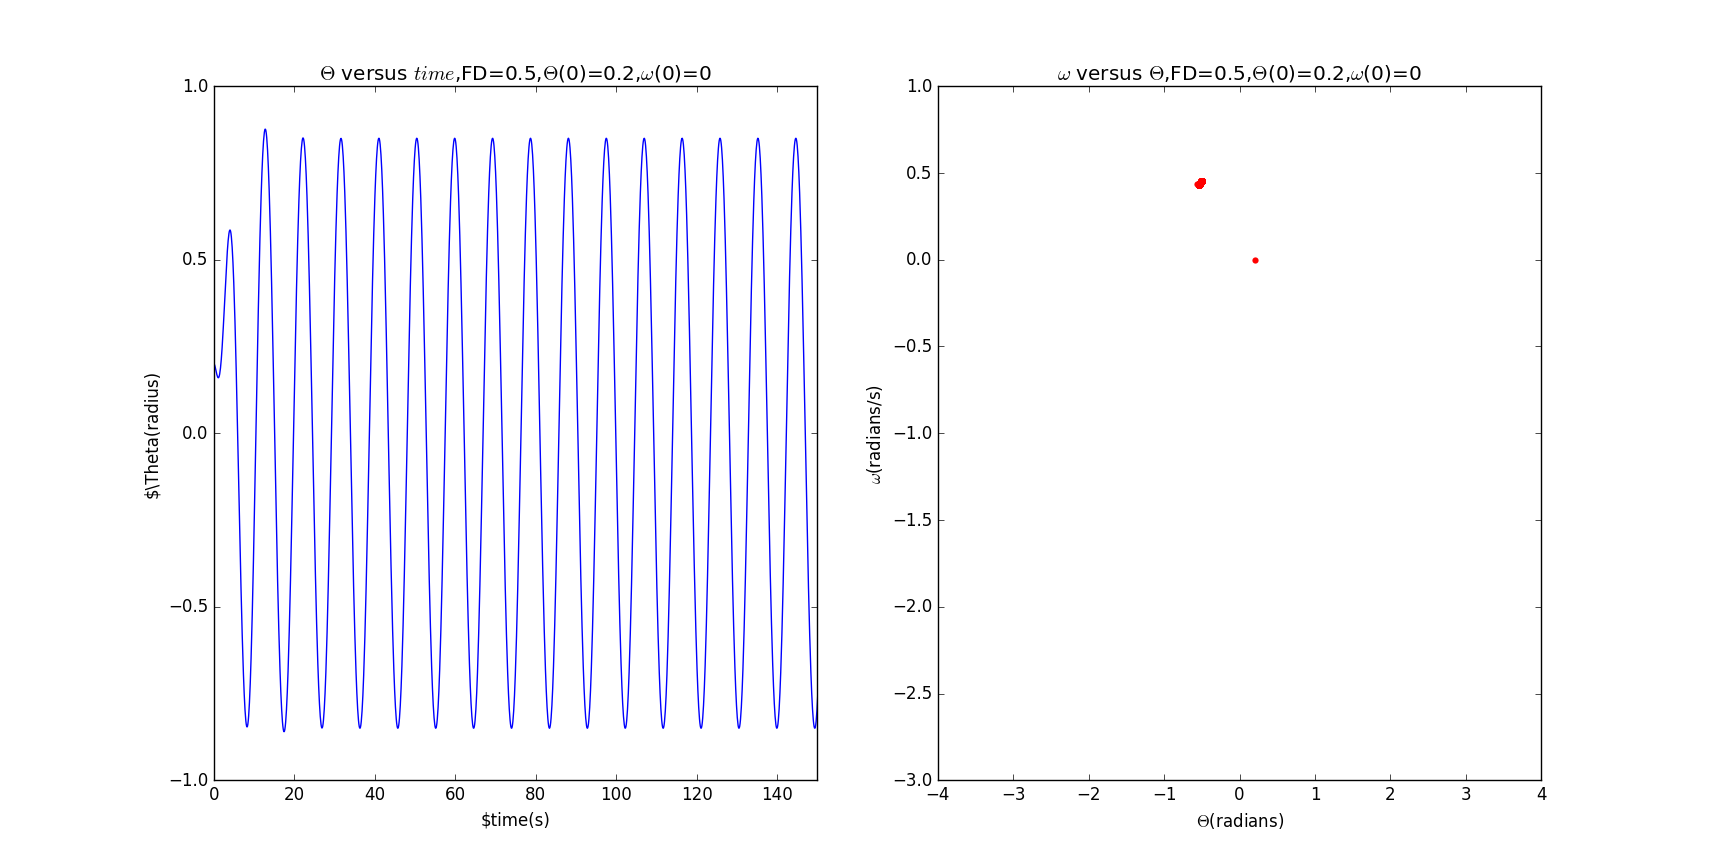 Θ versus time,FD=0.5,Θ(0)=0.2,ω(0)=0
1.0
0.5
0.0
−0.5
−1.0
$\Theta(radius)
0 20 40 60 80 100 120 140
$time(s)
ω versus Θ,FD=0.5,Θ(0)=0.2,ω(0)=0
1.0
0.5
0.0
−0.5
−1.0
−1.5
−2.0
−2.5
−3.0
ω(radians/s)
−4 −3 −2 −1 0 1 2 3 4
Θ(radians)